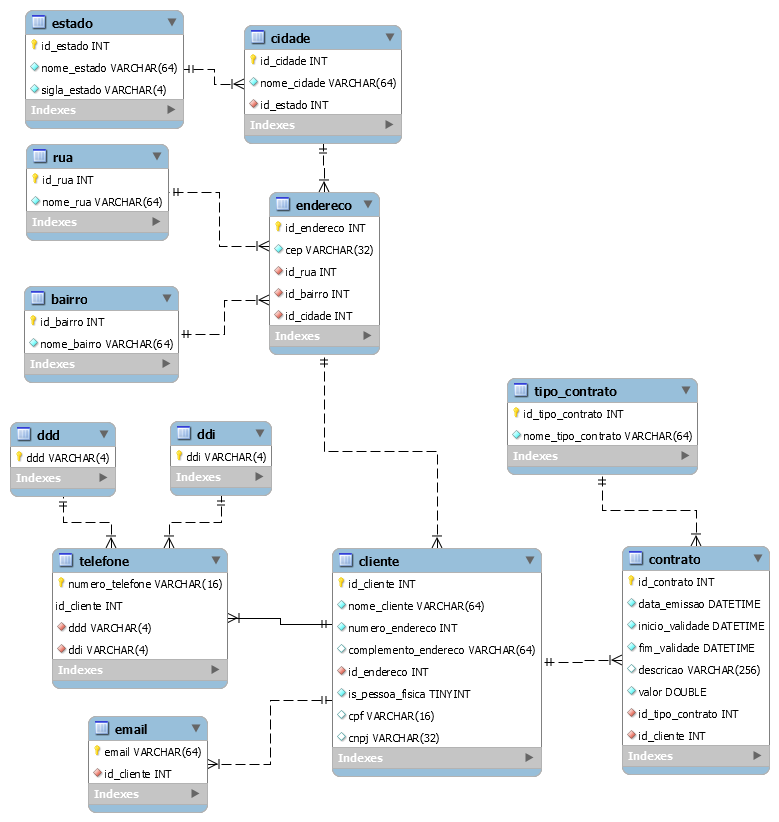 estado
id_estado INT
nome_estado VARCHAR(64)
sigla_estado VARCHAR(4)
Indexes
cidade
id_cidade INT
nome_cidade VARCHAR(64)
id_estado INT
Indexes
rua
id_rua INT
nome_rua VARCHAR(64)
Indexes
endereco
id_endereco INT
cep VARCHAR(32)
id_rua INT
id_bairro INT
id_cidade INT
Indexes
bairro
id_bairro INT
nome_bairro VARCHAR(64)
Indexes
tipo_contrato
id_tipo_contrato INT
nome_tipo_contrato VARCHAR(64)
Indexes
ddd
ddd VARCHAR(4)
Indexes
ddi
ddi VARCHAR(4)
Indexes
telefone
numero_telefone VARCHAR(16)
id_cliente INT
ddd VARCHAR(4)
ddi VARCHAR(4)
Indexes
cliente
id_cliente INT
nome_cliente VARCHAR(64)
numero_endereco INT
complemento_endereco VARCHAR(64)
id_endereco INT
is_pessoa_fisica TINYINT
cpf VARCHAR(16)
cnpj VARCHAR(32)
Indexes
contrato
id_contrato INT
data_emissao DATETIME
inicio_validade DATETIME
fim_validade DATETIME
descricao VARCHAR(256)
valor DOUBLE
id_tipo_contrato INT
id_cliente INT
Indexes
email
email VARCHAR(64)
id_cliente INT
Indexes